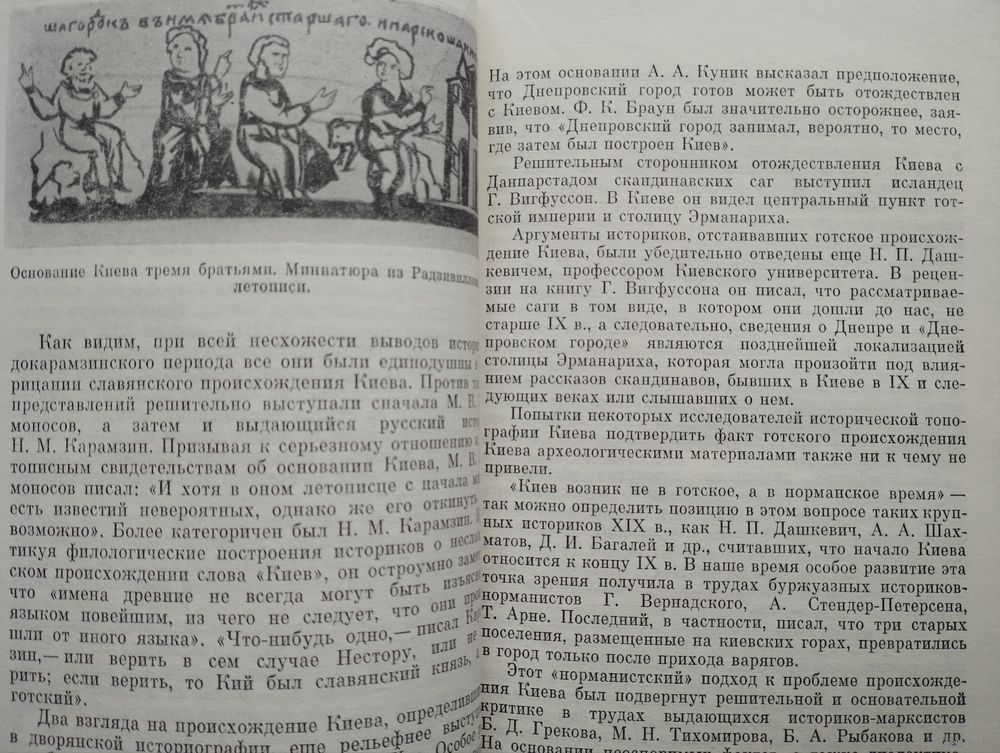 Основание Киева тремя братьями. Миниатюра из
летописи.
Как видим, при всей несхожести выводов
докарамзинского периода все они были единодушны
рицании славянского происхождения Киева. Против
представлений решительно выступали сначала М. В.
моносов, а затем и выдающийся русский
Н. М. Карамзин. Призывая к серьезному отношению
тописным свидетельствам об основании Киева, М. В.
моносов писал: «И хотя в оном летописце с начала
есть известий невероятных, однако же его откинуть
возможно». Более категоричен был Н. М. Карамзин.
тикуя филологические построения историков о
ском происхождении слова «Киев», он остроумно
что «имена древние не всегда могут быть
языком новейшим, из чего не следует, что они
шли от иного языка». «Что-нибудь одно,— писал
зин,— или верить в сем случае Нестору, или не
рить; если верить, то Кий был славянский князь,
готский».
Два взгляда на происхождение Киева,
в дворянской историографии, еще рельефнее
Особое
На этом основании А. А. Куник высказал предположение,
что Днепровский город готов может быть отождествлен
с Киевом. Ф. К. Браун был значительно осторожнее, зая-
вив, что «Днепровский город занимал, вероятно, то место,
где затем был построен Киев».
Решительным сторонником отождествления Киева с
Данпарстадом скандинавских саг выступил исландец
Г. Вигфуссон. В Киеве он видел центральный пункт гот-
ской империи и столицу Эрманариха.
Аргументы историков, отстаивавших готское происхож-
дение Киева, были убедительно отведены еще Н. П. Даш-
кевичем, профессором Киевского университета. В рецен-
зии на книгу Г. Вигфуссона он писал, что рассматривае-
мые саги в том виде, в котором они дошли до нас, не
старше IX в., а следовательно, сведения о Днепре и «Дне-
провском городе» являются позднейшей локализацией
столицы Эрманариха, которая могла произойти под влия-
нием рассказов скандинавов, бывших в Киеве в IX и сле-
дующих веках или слышавших о нем.
Попытки некоторых исследователей исторической топо-
графии Киева подтвердить факт готского происхождения
Киева археологическими материалами также ни к чему не
привели.
«Киев возник не в готское, а в норманское время» —
так можно определить позицию в этом вопросе таких круп-
ных историков XIX в., как Н. П. Дашкевич, А. А. Шах-
матов, Д. И. Багалей и др., считавших, что начало Киева
относится к концу IX в. В наше время особое развитие эта
точка зрения получила в трудах буржуазных историков-
норманистов Г. Вернадского, А. Стендер-Петерсена,
Т. Арне. Последний, в частности, писал, что три старых
поселения, размещенные на киевских горах, превратились
в город только после прихода варягов.
Этот «норманистский» подход к проблеме происхожде-
ния Киева был подвергнут решительной и основательной
критике в трудах выдающихся историков-марксистов
Б. Д. Грекова, М. Н. Тихомирова, Б. А. Рыбакова и др.
На основании